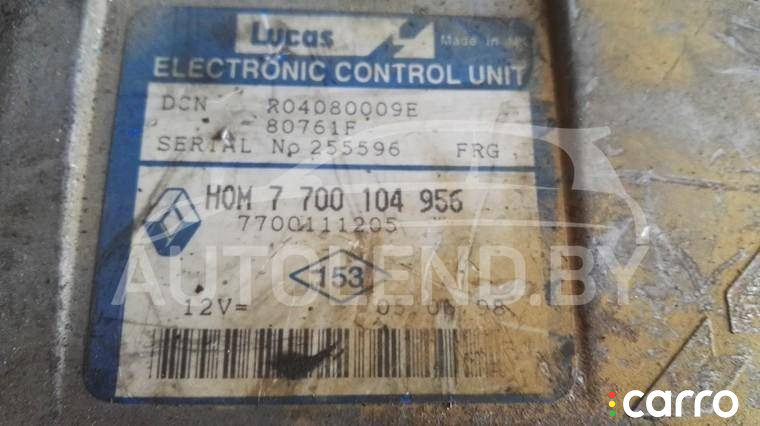 Lucas
Made in
ELECTRONIC CONTROL UNIT
DCN R04080009E
80761F
SERIAL No 255596 FRG
HOM 7 700 104 956
7700111205
AUTOLEND.BY
153
12V=
carro